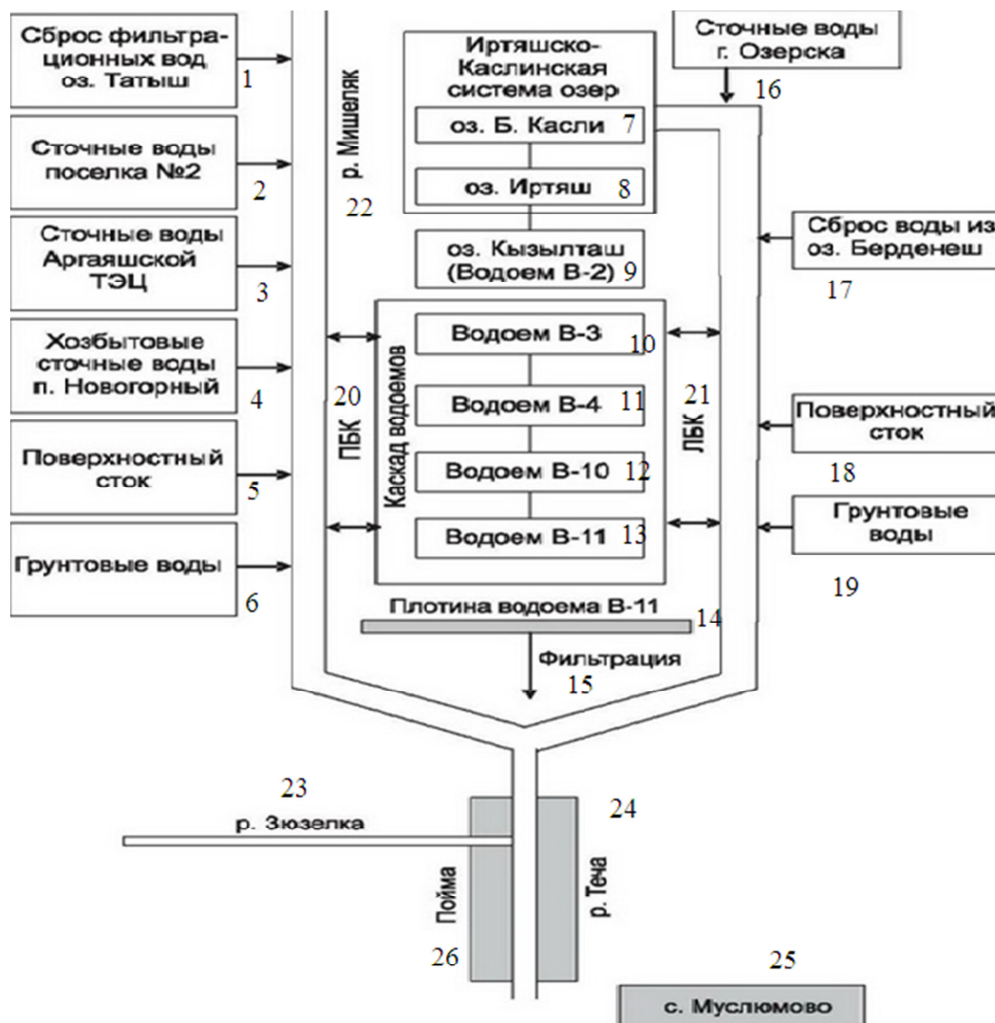 Сброс фильтра-
ционных вод
оз. Татыш
1
Сточные воды
поселка №2
2
Сточные воды
Аргаяшской
ТЭЦ
3
Хозбытовые
сточные воды
п. Новогорный
4
Поверхностный
сток
5
Грунтовые воды
6
р. Мишеляк
22
20
ПБК
Иртяшско-
Каслинская
система озер
оз. Б. Касли 7
оз. Иртяш 8
оз. Кызылташ
(Водоем В-2) 9
Каскад водоемов
Водоем В-3 10
Водоем В-4 11
Водоем В-10 12
Водоем В-11 13
Плотина водоема В-11
14
Фильтрация
15
21
ЛБК
Сточные воды
г. Озерска
16
Сброс воды из
оз. Берденеш
17
Поверхностный
сток
18
Грунтовые
воды
19
23
р. Зюзелка
24
р. Теча
Пойма
26
25
с. Муслюмово